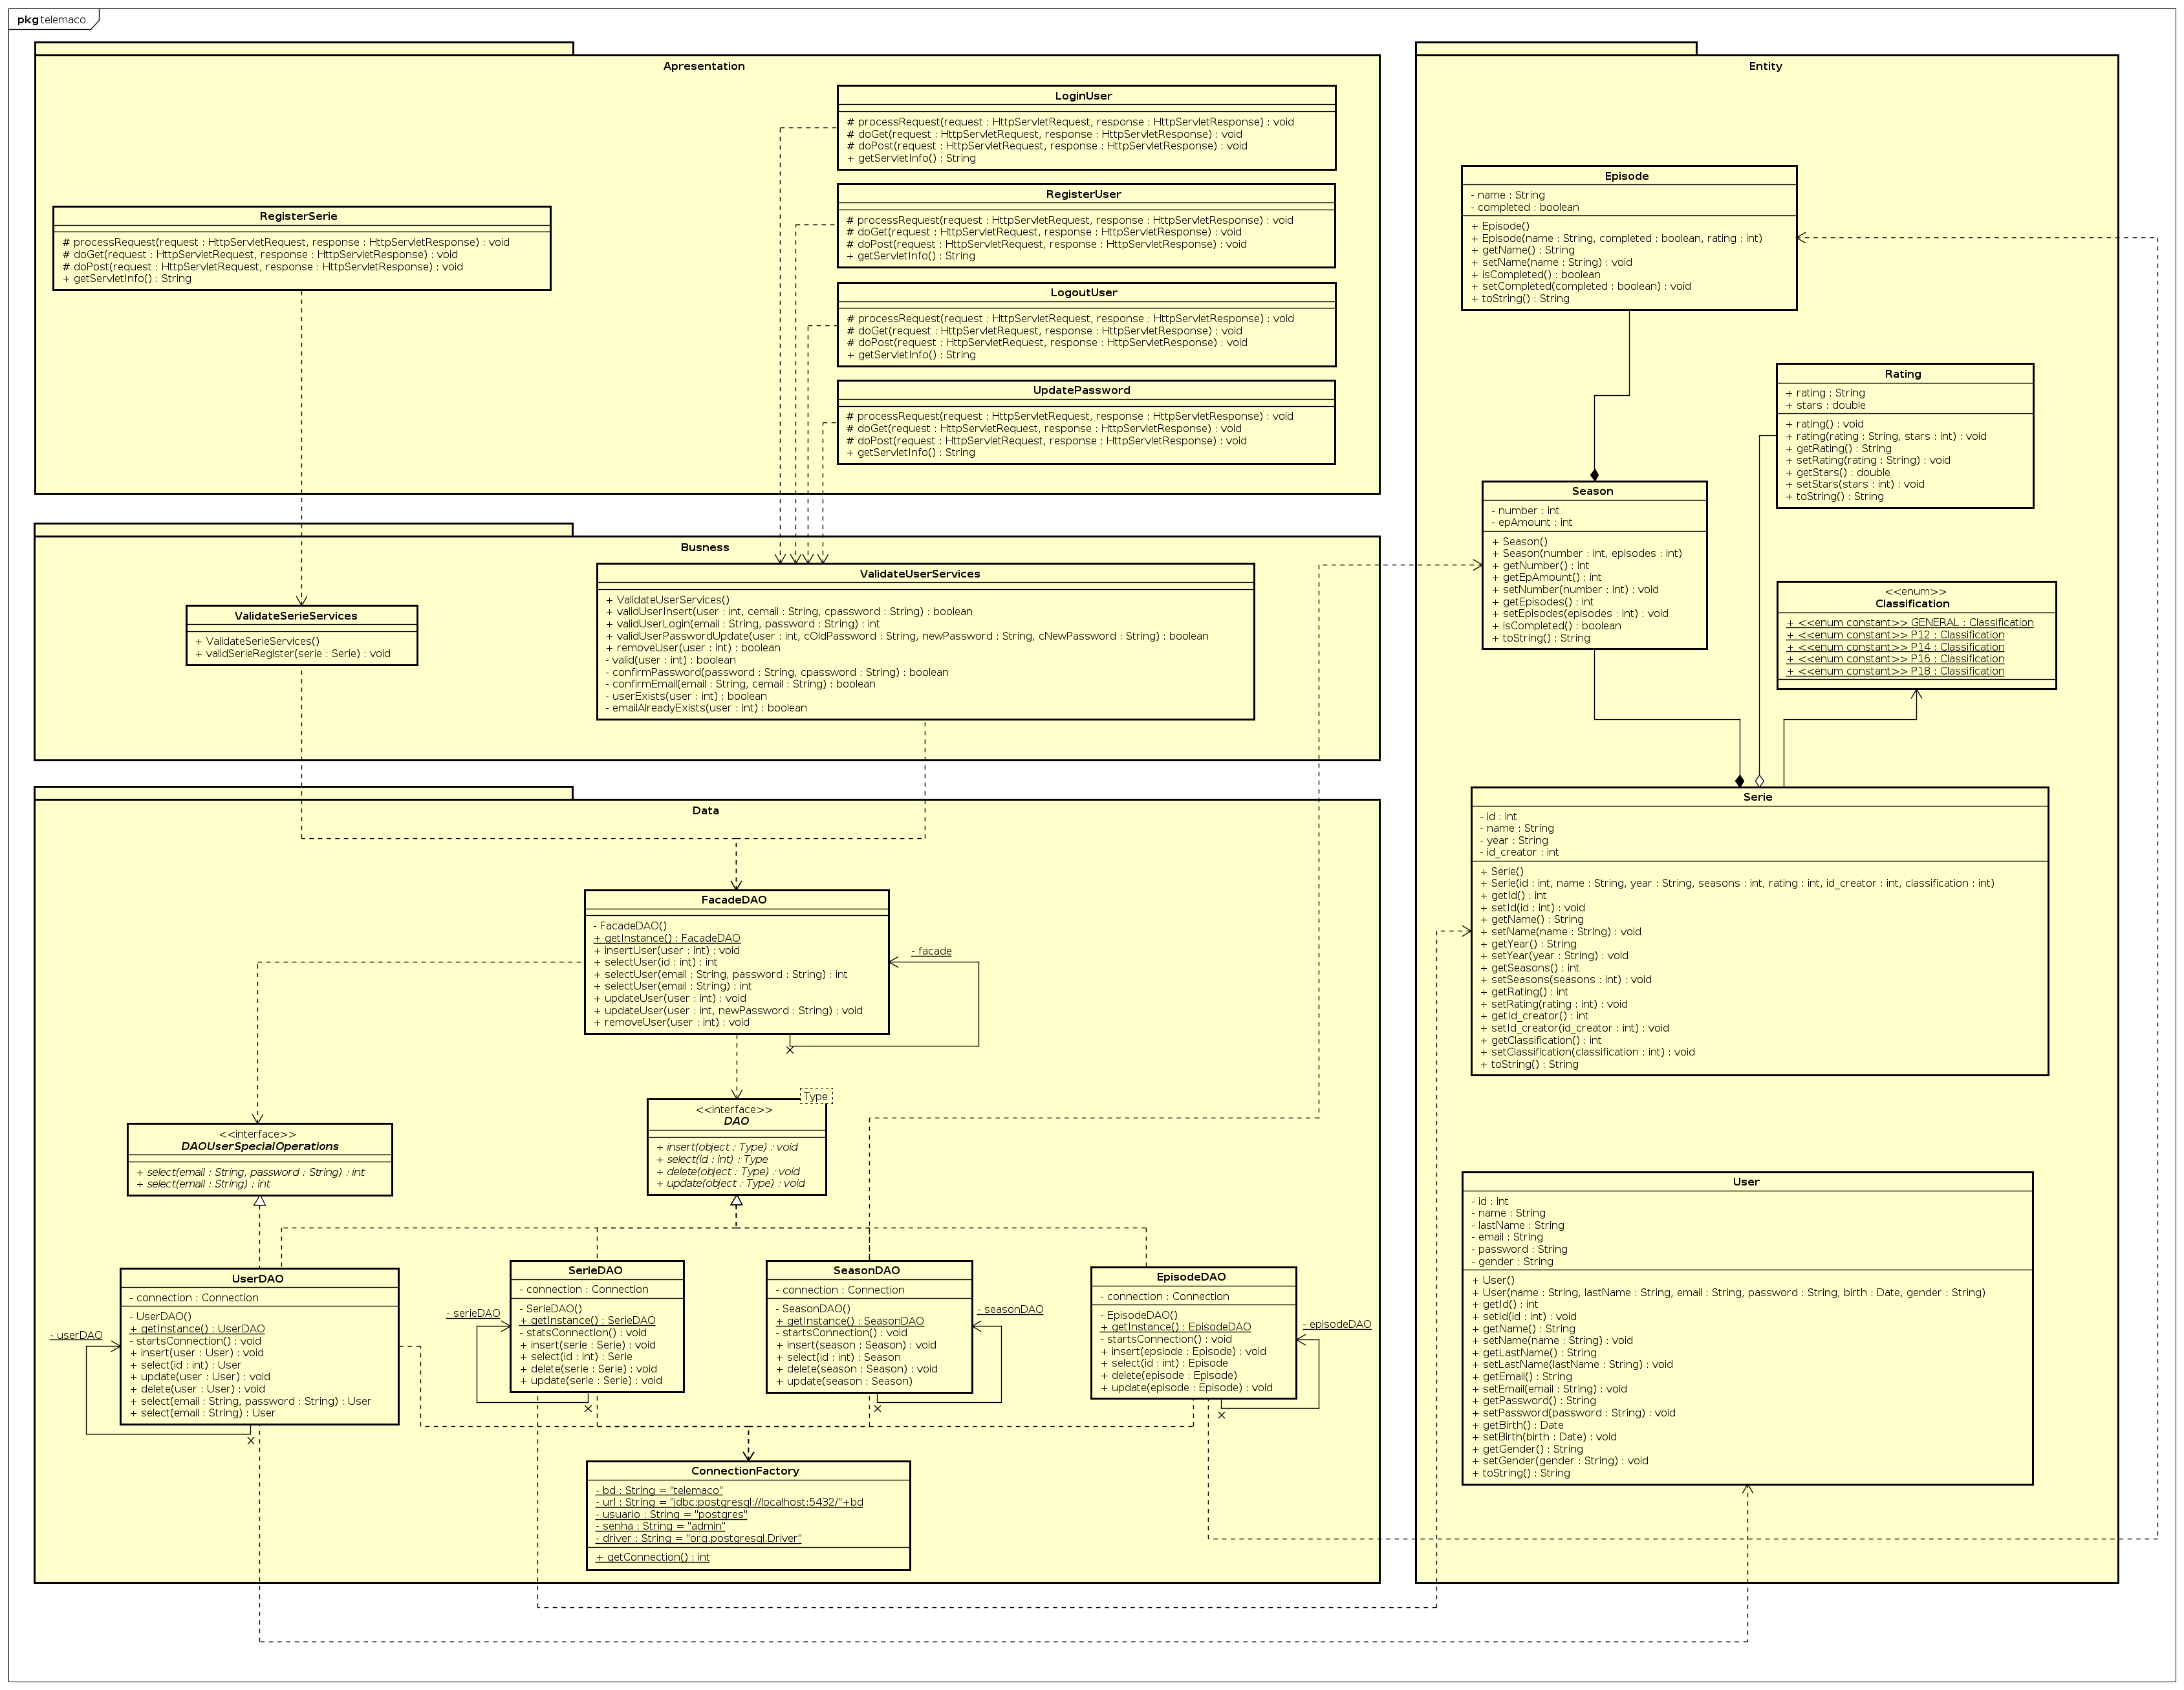 pkg telemaco
Apresentation
LoginUser
# processRequest(request : HttpServletRequest, response : HttpServletResponse) : void
# doGet(request : HttpServletRequest, response : HttpServletResponse) : void
# doPost(request : HttpServletRequest, response : HttpServletResponse) : void
+ getServletInfo() : String
RegisterUser
# processRequest(request : HttpServletRequest, response : HttpServletResponse) : void
# doGet(request : HttpServletRequest, response : HttpServletResponse) : void
# doPost(request : HttpServletRequest, response : HttpServletResponse) : void
+ getServletInfo() : String
RegisterSerie
# processRequest(request : HttpServletRequest, response : HttpServletResponse) : void
# doGet(request : HttpServletRequest, response : HttpServletResponse) : void
# doPost(request : HttpServletRequest, response : HttpServletResponse) : void
+ getServletInfo() : String
LogoutUser
# processRequest(request : HttpServletRequest, response : HttpServletResponse) : void
# doGet(request : HttpServletRequest, response : HttpServletResponse) : void
# doPost(request : HttpServletRequest, response : HttpServletResponse) : void
+ getServletInfo() : String
UpdatePassword
# processRequest(request : HttpServletRequest, response : HttpServletResponse) : void
# doGet(request : HttpServletRequest, response : HttpServletResponse) : void
# doPost(request : HttpServletRequest, response : HttpServletResponse) : void
+ getServletInfo() : String
Busness
ValidateSerieServices
+ ValidateSerieServices()
+ validSerieRegister(serie : Serie) : void
ValidateUserServices
+ ValidateUserServices()
+ validUserInsert(user : int, cemail : String, cpassword : String) : boolean
+ validUserLogin(email : String, password : String) : int
+ validUserPasswordUpdate(user : int, cOldPassword : String, newPassword : String, cNewPassword : String) : boolean
+ removeUser(user : int) : boolean
- valid(user : int) : boolean
- confirmPassword(password : String, cpassword : String) : boolean
- confirmEmail(email : String, cemail : String) : boolean
- userExists(user : int) : boolean
- emailAlreadyExists(user : int) : boolean
Data
FacadeDAO
- FacadeDAO()
+ getInstance() : FacadeDAO
+ insertUser(user : int) : void
+ selectUser(id : int) : int
+ selectUser(email : String, password : String) : int
+ selectUser(email : String) : int
+ updateUser(user : int) : void
+ updateUser(user : int, newPassword : String) : void
+ removeUser(user : int) : void
- facade
<<interface>>
DAOUserSpecialOperations
+ select(email : String, password : String) : int
+ select(email : String) : int
Type
<<interface>>
DAO
+ insert(object : Type) : void
+ select(id : int) : Type
+ delete(object : Type) : void
+ update(object : Type) : void
UserDAO
- connection : Connection
- UserDAO()
+ getInstance() : UserDAO
- startsConnection() : void
+ insert(user : User) : void
+ select(id : int) : User
+ update(user : User) : void
+ delete(user : User) : void
+ select(email : String, password : String) : User
+ select(email : String) : User
- userDAO
SerieDAO
- connection : Connection
- SerieDAO()
+ getInstance() : SerieDAO
- statsConnection() : void
+ insert(serie : Serie) : void
+ select(id : int) : Serie
+ delete(serie : Serie) : void
+ update(serie : Serie) : void
- serieDAO
SeasonDAO
- connection : Connection
- SeasonDAO()
+ getInstance() : SeasonDAO
- startsConnection() : void
+ insert(season : Season) : void
+ select(id : int) : Season
+ delete(season : Season) : void
+ update(season : Season)
- seasonDAO
EpisodeDAO
- connection : Connection
- EpisodeDAO()
+ getInstance() : EpisodeDAO
- startsConnection() : void
+ insert(epsiode : Episode) : void
+ select(id : int) : Episode
+ delete(episode : Episode)
+ update(episode : Episode) : void
- episodeDAO
ConnectionFactory
- bd : String = "telemaco"
- url : String = "jdbc:postgresql://localhost:5432/"+bd
- usuario : String = "postgres"
- senha : String = "admin"
- driver : String = "org.postgresql.Driver"
+ getConnection() : int
Entity
Episode
- name : String
- completed : boolean
+ Episode()
+ Episode(name : String, completed : boolean, rating : int)
+ getName() : String
+ setName(name : String) : void
+ isCompleted() : boolean
+ setCompleted(completed : boolean) : void
+ toString() : String
Rating
+ rating : String
+ stars : double
+ rating() : void
+ rating(rating : String, stars : int) : void
+ getRating() : String
+ setRating(rating : String) : void
+ getStars() : double
+ setStars(stars : int) : void
+ toString() : String
Season
- number : int
- epAmount : int
+ Season()
+ Season(number : int, episodes : int)
+ getNumber() : int
+ getEpAmount() : int
+ setNumber(number : int) : void
+ getEpisodes() : int
+ setEpisodes(episodes : int) : void
+ isCompleted() : boolean
+ toString() : String
<<enum>>
Classification
+ <<enum constant>> GENERAL : Classification
+ <<enum constant>> P12 : Classification
+ <<enum constant>> P14 : Classification
+ <<enum constant>> P16 : Classification
+ <<enum constant>> P18 : Classification
Serie
- id : int
- name : String
- year : String
- id_creator : int
+ Serie()
+ Serie(id : int, name : String, year : String, seasons : int, rating : int, id_creator : int, classification : int)
+ getId() : int
+ setId(id : int) : void
+ getName() : String
+ setName(name : String) : void
+ getYear() : String
+ setYear(year : String) : void
+ getSeasons() : int
+ setSeasons(seasons : int) : void
+ getRating() : int
+ setRating(rating : int) : void
+ getId_creator() : int
+ setId_creator(id_creator : int) : void
+ getClassification() : int
+ setClassification(classification : int) : void
+ toString() : String
User
- id : int
- name : String
- lastName : String
- email : String
- password : String
- gender : String
+ User()
+ User(name : String, lastName : String, email : String, password : String, birth : Date, gender : String)
+ getId() : int
+ setId(id : int) : void
+ getName() : String
+ setName(name : String) : void
+ getLastName() : String
+ setLastName(lastName : String) : void
+ getEmail() : String
+ setEmail(email : String) : void
+ getPassword() : String
+ setPassword(password : String) : void
+ getBirth() : Date
+ setBirth(birth : Date) : void
+ getGender() : String
+ setGender(gender : String) : void
+ toString() : String